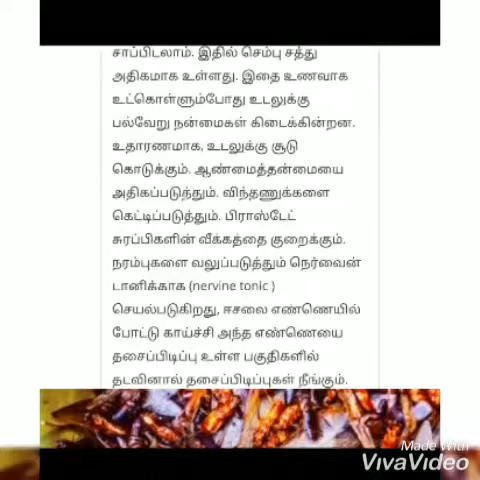 சாப்பிடலாம். இதில் செம்பு சத்து
அதிகமாக உள்ளது. இதை உணவாக
உட்கொள்ளும்போது உடலுக்கு
பல்வேறு நன்மைகள் கிடைக்கின்றன.
உதாரணமாக, உடலுக்கு சூடு
கொடுக்கும். ஆண்மைத்தன்மையை
அதிகப்படுத்தும். விந்தணுக்களை
கெட்டிப்படுத்தும். பிராஸ்டேட்
சுரப்பிகளின் வீக்கத்தை குறைக்கும்.
நரம்புகளை வலுப்படுத்தும் நெர்வைன்
டானிக்காக (nervine tonic )
செயல்படுகிறது, ஈசலை எண்ணெயில்
போட்டு காய்ச்சி அந்த எண்ணெயை
தசைப்பிடிப்பு உள்ள பகுதிகளில்
தடவினால் தசைப்பிடிப்புகள் நீங்கும்.
Made With
VivaVideo